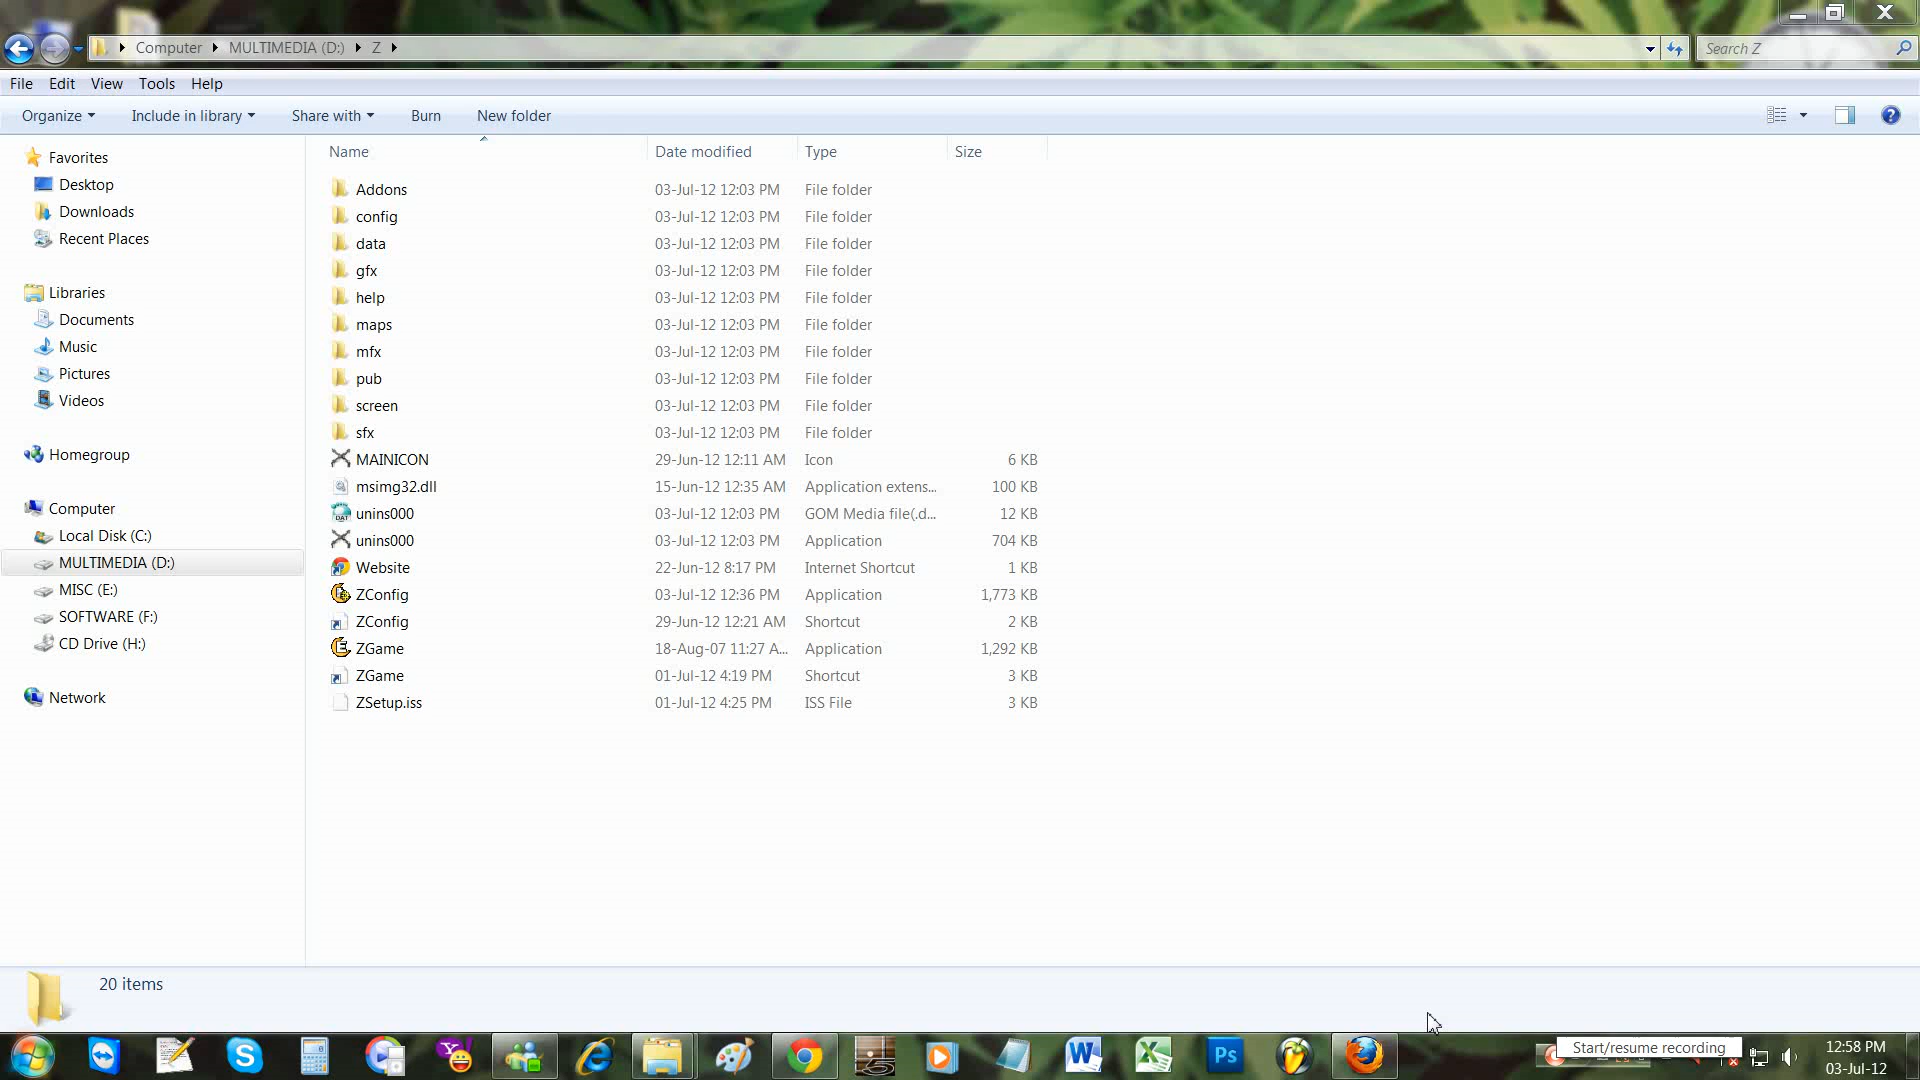 Computer MULTIMEDIA (D:) Z
Search Z
File Edit View Tools Help
Organize Include in library Share with Burn New folder
Name Date modified Type Size
Favorites
Desktop
Downloads
Recent Places
Libraries
Documents
Music
Pictures
Videos
Homegroup
Computer
Local Disk (C:)
MULTIMEDIA (D:)
MISC (E:)
SOFTWARE (F:)
CD Drive (H:)
Network
Addons 03-Jul-12 12:03 PM File folder
config 03-Jul-12 12:03 PM File folder
data 03-Jul-12 12:03 PM File folder
gfx 03-Jul-12 12:03 PM File folder
help 03-Jul-12 12:03 PM File folder
maps 03-Jul-12 12:03 PM File folder
mfx 03-Jul-12 12:03 PM File folder
pub 03-Jul-12 12:03 PM File folder
screen 03-Jul-12 12:03 PM File folder
sfx 03-Jul-12 12:03 PM File folder
MAINICON 29-Jun-12 12:11 AM Icon 6 KB
msimg32.dll 15-Jun-12 12:35 AM Application extens... 100 KB
unins000 03-Jul-12 12:03 PM GOM Media file(.d... 12 KB
unins000 03-Jul-12 12:03 PM Application 704 KB
Website 22-Jun-12 8:17 PM Internet Shortcut 1 KB
ZConfig 03-Jul-12 12:36 PM Application 1,773 KB
ZConfig 29-Jun-12 12:21 AM Shortcut 2 KB
ZGame 18-Aug-07 11:27 A... Application 1,292 KB
ZGame 01-Jul-12 4:19 PM Shortcut 3 KB
ZSetup.iss 01-Jul-12 4:25 PM ISS File 3 KB
20 items
Ps
Start/resume recording
12:58 PM
03-Jul-12